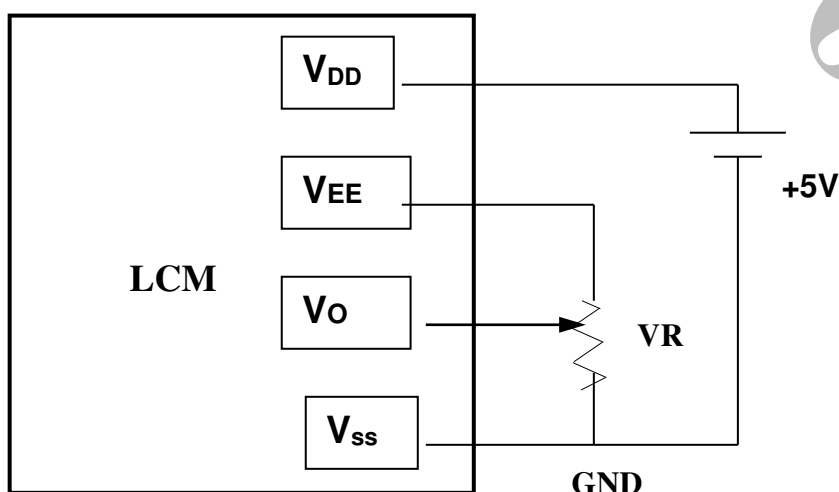 VDD
VEE
+5V
LCM
VO
VR
Vss
GND